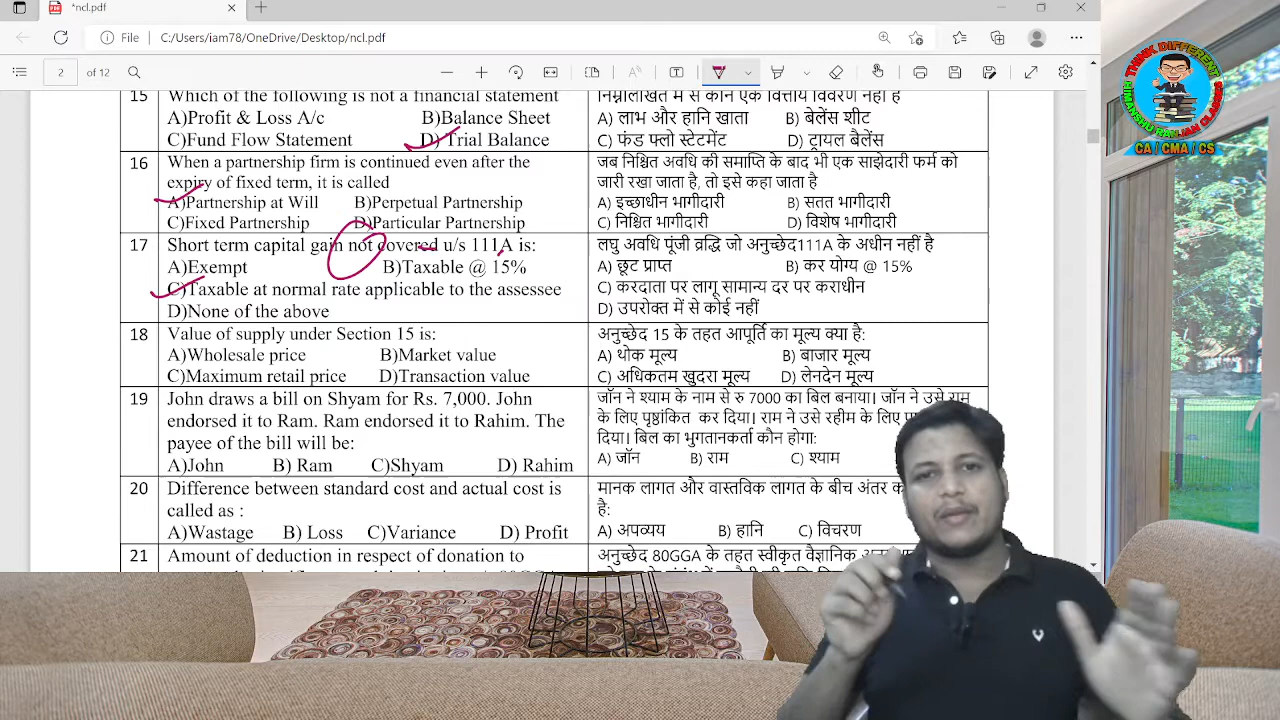 *ncl.pdf
File C:/Users/iam78/OneDrive/Desktop/ncl.pdf
2 of 12
15 Which of the following is not a financial statement
A)Profit & Loss A/c B)Balance Sheet
C)Fund Flow Statement D) Trial Balance
निम्नलिखित में से कौन एक वित्तीय विवरण नहीं है
A) लाभ और हानि खाता B) बेलेंस शीट
C) फंड फ्लो स्टेटमेंट D) ट्रायल बैलेंस
16 When a partnership firm is continued even after the
expiry of fixed term, it is called
A)Partnership at Will B)Perpetual Partnership
C)Fixed Partnership D)Particular Partnership
जब निश्चित अवधि की समाप्ति के बाद भी एक साझेदारी फर्म को
जारी रखा जाता है, तो इसे कहा जाता है
A) इच्छाधीन भागीदारी B) सतत भागीदारी
C) निश्चित भागीदारी D) विशेष भागीदारी
17 Short term capital gain not covered u/s 111A is:
A)Exempt B)Taxable @ 15%
C)Taxable at normal rate applicable to the assessee
D)None of the above
लघु अवधि पूंजी व्रद्धि जो अनुच्छेद111A के अधीन नहीं है
A) छूट प्राप्त B) कर योग्य @ 15%
C) करदाता पर लागू सामान्य दर पर कराधीन
D) उपरोक्त में से कोई नहीं
18 Value of supply under Section 15 is:
A)Wholesale price B)Market value
C)Maximum retail price D)Transaction value
अनुच्छेद 15 के तहत आपूर्ति का मूल्य क्या है:
A) थोक मूल्य B) बाजार मूल्य
C) अधिकतम खुदरा मूल्य D) लेनदेन मूल्य
19 John draws a bill on Shyam for Rs. 7,000. John
endorsed it to Ram. Ram endorsed it to Rahim. The
payee of the bill will be:
A)John B) Ram C)Shyam D) Rahim
जॉन ने श्याम के नाम से रु 7000 का बिल बनाया। जॉन ने उसे राम
के लिए पृष्ठांकित कर दिया। राम ने उसे रहीम के लिए
दिया। बिल का भुगतानकर्ता कौन होगा:
A) जॉन B) राम C) श्याम
20 Difference between standard cost and actual cost is
called as :
A)Wastage B) Loss C)Variance D) Profit
मानक लागत और वास्तविक लागत के बीच अंतर
है:
A) अपव्यय B) हानि C) विचरण
21 Amount of deduction in respect of donation to
अनुच्छेद 80GGA के तहत स्वीकृत वैज्ञानिक
THINK DIFFERENT
HIMANSHU RANJAN CLASSES
CA / CMA / CS